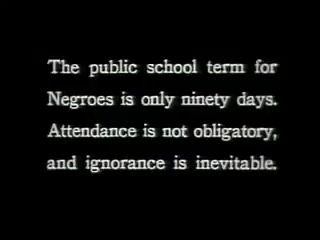 The public school term for
Negroes is only ninety days.
Attendance is not obligatory,
and ignorance is inevitable.